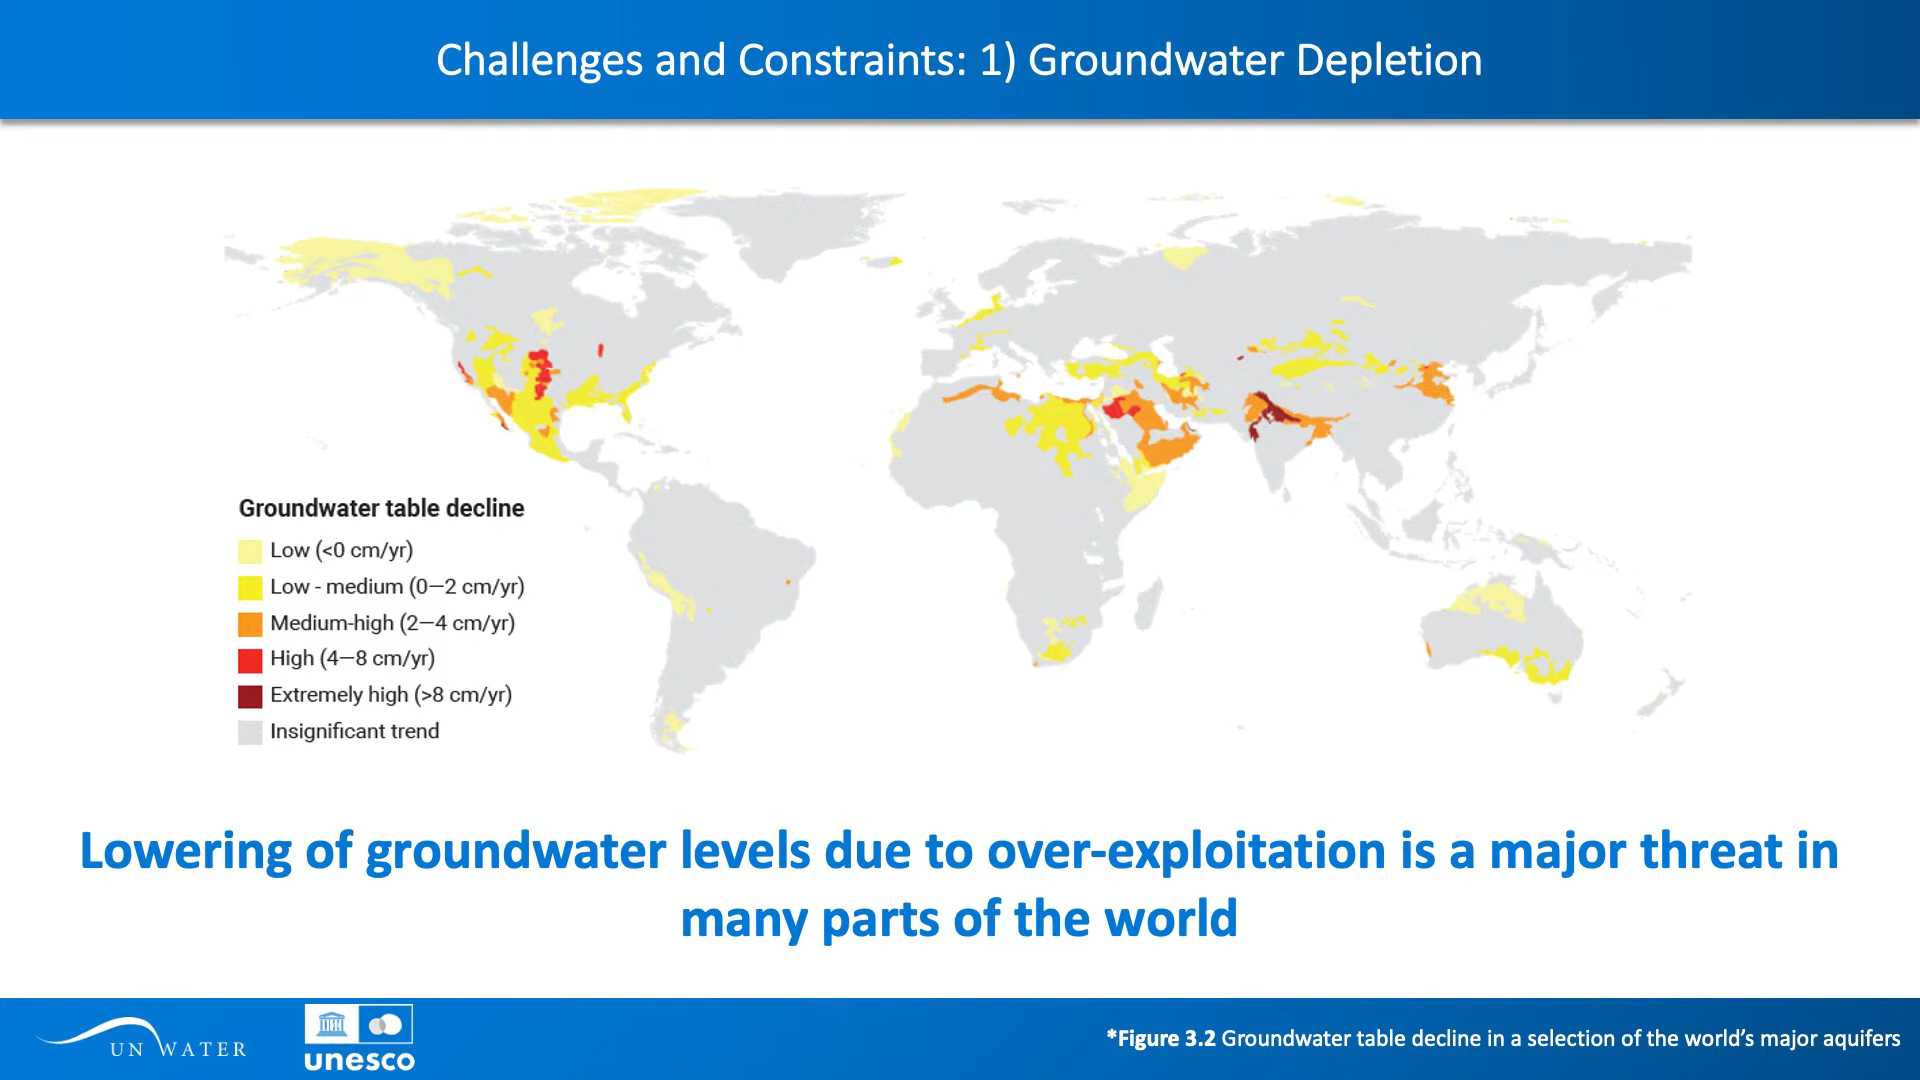 Challenges and Constraints: 1) Groundwater Depletion
Groundwater table decline
Low (<0 cm/yr)
Low - medium (0—2 cm/yr)
Medium-high (2—4 cm/yr)
High (4—8 cm/yr)
Extremely high (>8 cm/yr)
Insignificant trend
Lowering of groundwater levels due to over-exploitation is a major threat in
many parts of the world
UN WATER
unesco
*Figure 3.2 Groundwater table decline in a selection of the world’s major aquifers